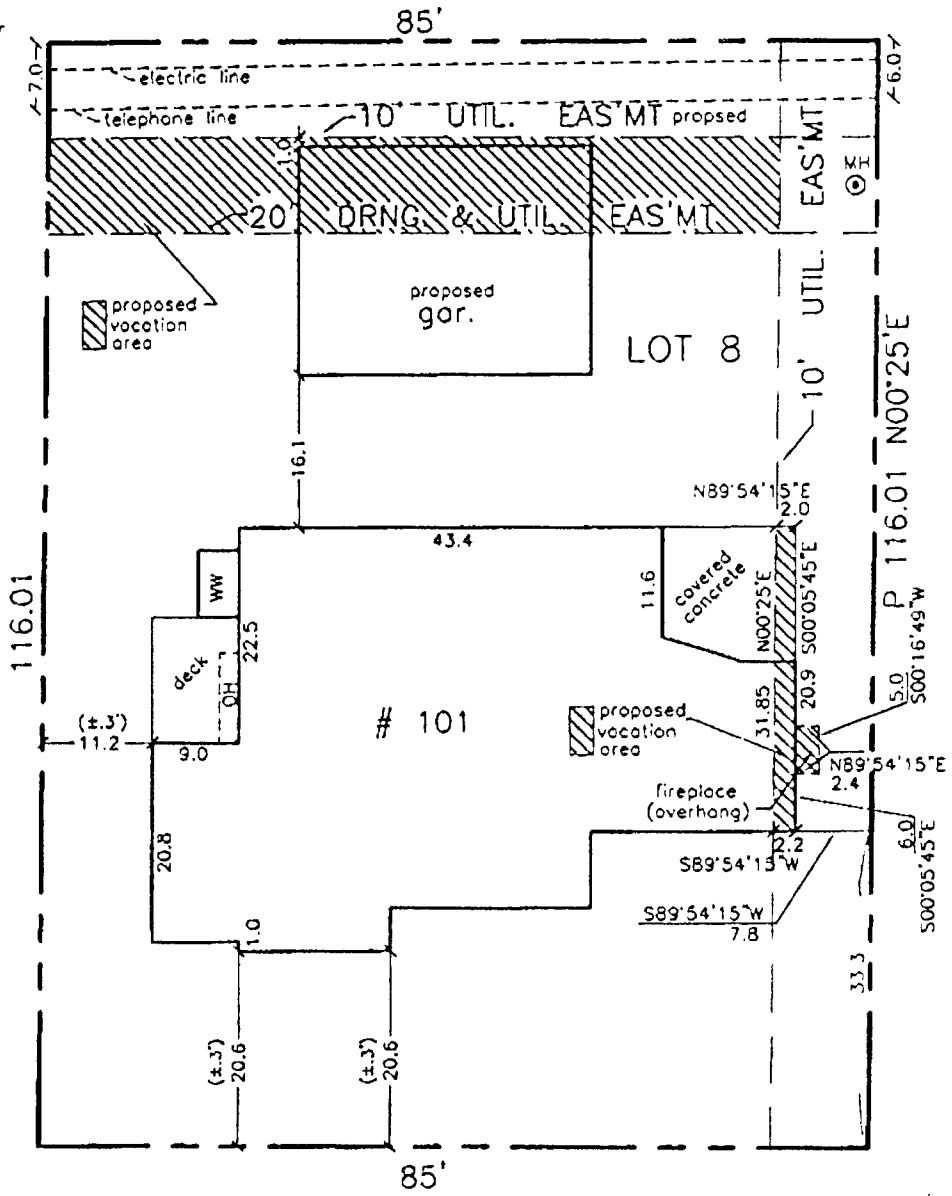 85'
7.0
6.0
electric line
telephone line
10' UTIL. EAS'MT propsed
1.0
MH
20' DRNG. & UTIL. EAS'MT.
10' UTIL. EAS'MT
proposed
vacation
area
proposed
gar.
LOT 8
P 116.01 N00°25'E
16.1
N89°54'15"E
2.0
43.4
116.01
WW
11.6
covered
concrete
N00°25'E
S00°05'45"E
22.5
deck
OH
5.0
S00°16'49"W
(±.3')
11.2
9.0
# 101
proposed
vacation
area
31.85
20.9
N89°54'15"E
2.4
fireplace
(overhang)
20.8
2.2
S89°54'15"W
6.0
S00°05'45"E
S89°54'15"W
7.8
1.0
33.3
(±.3')
20.6
(±.3')
20.6
85'